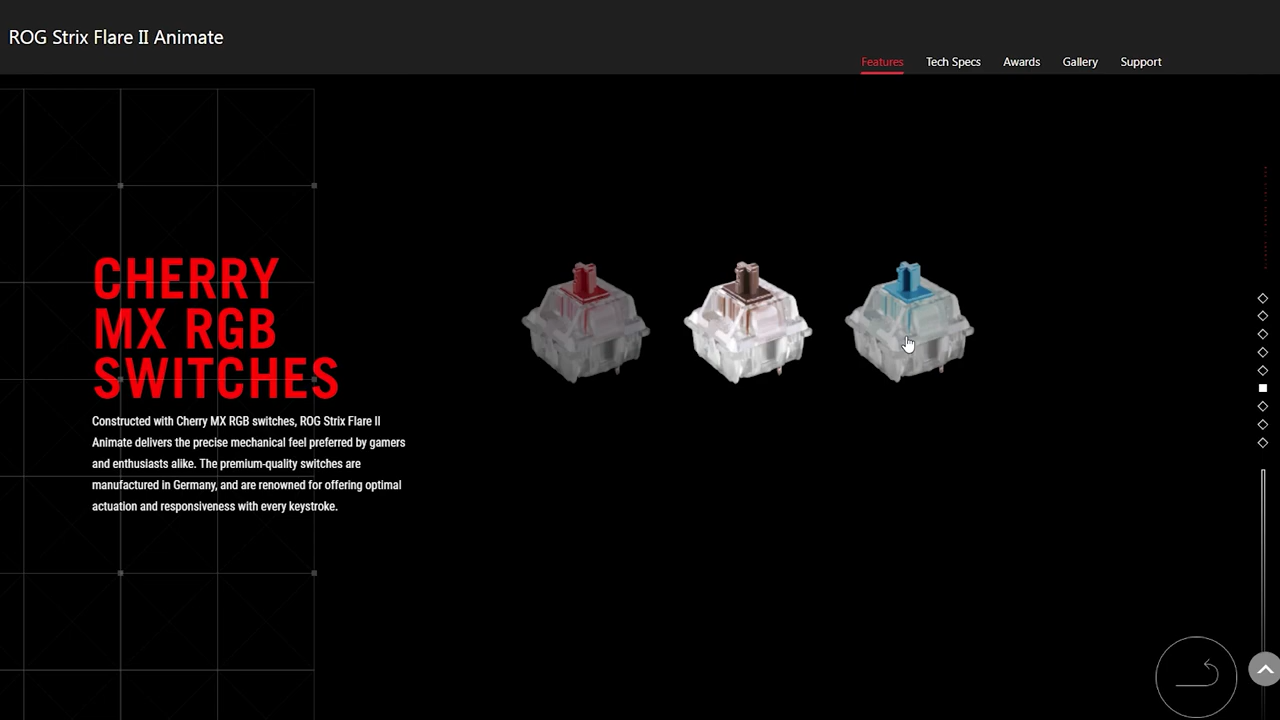 ROG Strix Flare II Animate
Features Tech Specs Awards Gallery Support
CHERRY
MX RGB
SWITCHES
Constructed with Cherry MX RGB switches, ROG Strix Flare II
Animate delivers the precise mechanical feel preferred by gamers
and enthusiasts alike. The premium-quality switches are
manufactured in Germany, and are renowned for offering optimal
actuation and responsiveness with every keystroke.